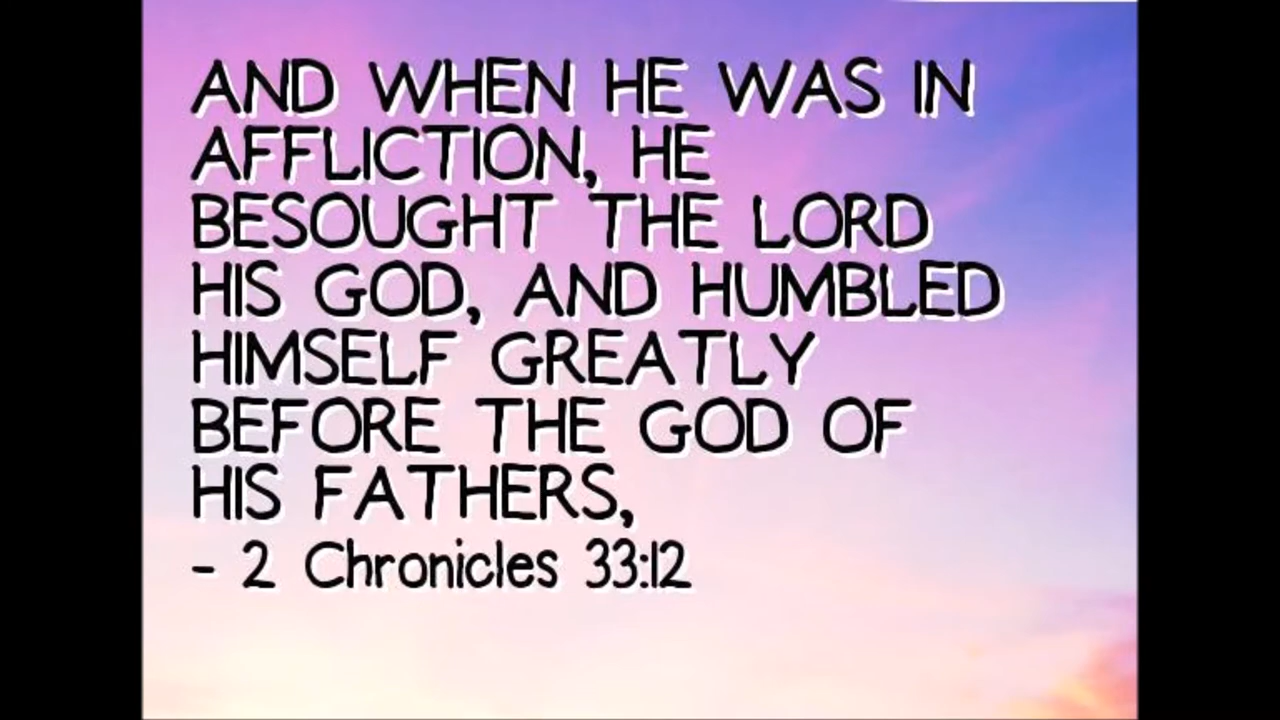 AND WHEN HE WAS IN
AFFLICTION, HE
BESOUGHT THE LORD
HIS GOD, AND HUMBLED
HIMSELF GREATLY
BEFORE THE GOD OF
HIS FATHERS,
- 2 Chronicles 33:12